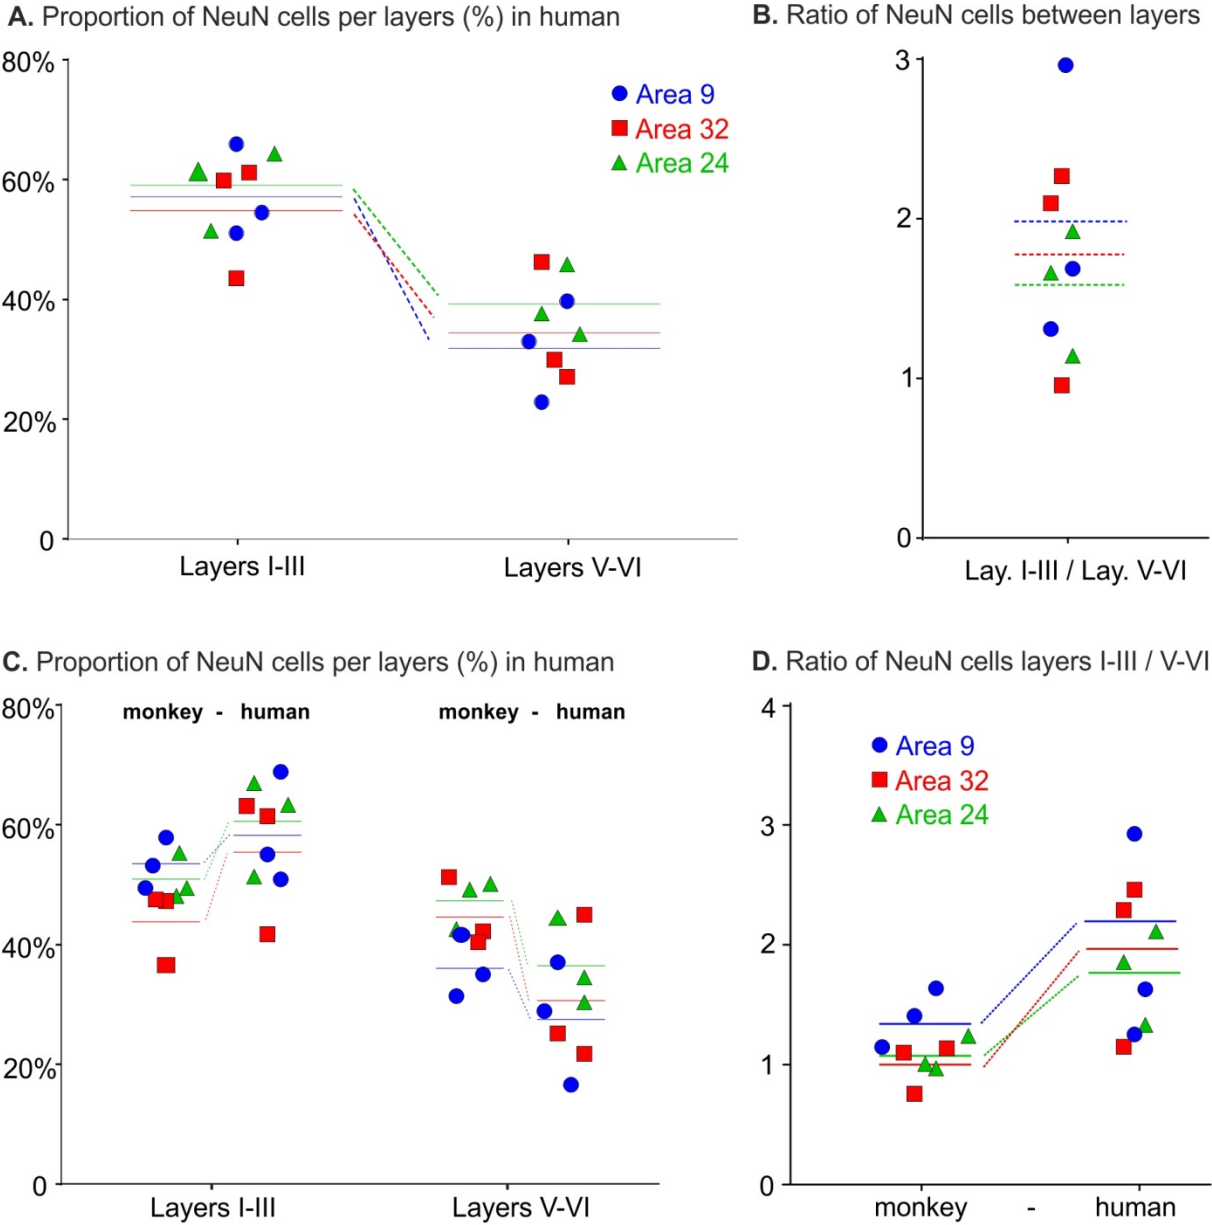 A. Proportion of NeuN cells per layers (%) in human
80%
60%
40%
20%
0
Area 9
Area 32
Area 24
Layers I-III
Layers V-VI
B. Ratio of NeuN cells between layers
3
2
1
0
Lay. I-III / Lay. V-VI
C. Proportion of NeuN cells per layers (%) in human
80%
60%
40%
20%
0
monkey - human
monkey - human
Layers I-III
Layers V-VI
D. Ratio of NeuN cells layers I-III / V-VI
4
3
2
1
0
Area 9
Area 32
Area 24
monkey - human